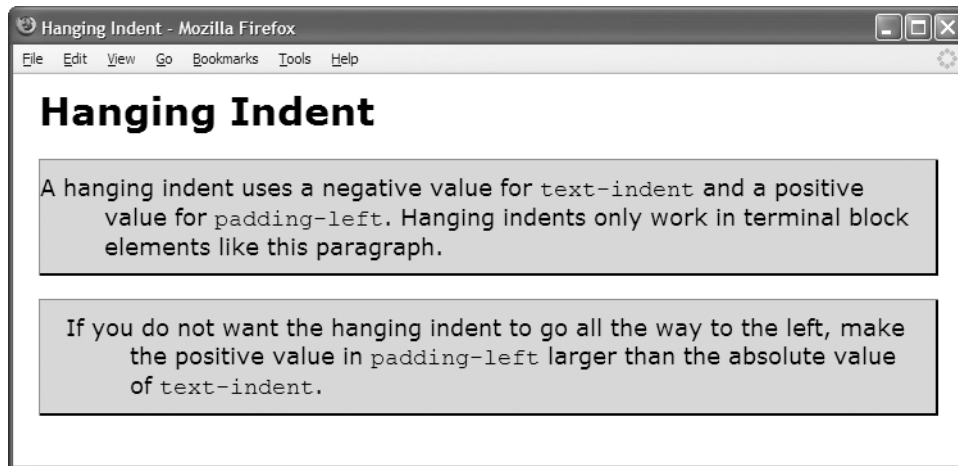 Hanging Indent - Mozilla Firefox
File Edit View Go Bookmarks Tools Help
Hanging Indent
A hanging indent uses a negative value for text-indent and a positive
value for padding-left. Hanging indents only work in terminal block
elements like this paragraph.
If you do not want the hanging indent to go all the way to the left, make
the positive value in padding-left larger than the absolute value
of text-indent.